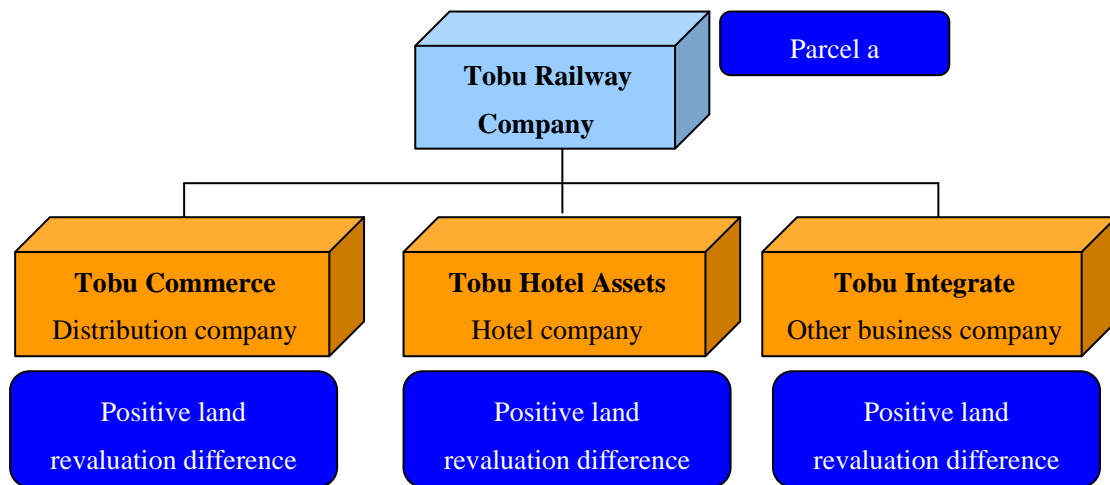 Tobu Railway
Company
Parcel a
Tobu Commerce
Distribution company
Tobu Hotel Assets
Hotel company
Tobu Integrate
Other business company
Positive land
revaluation difference
Positive land
revaluation difference
Positive land
revaluation difference